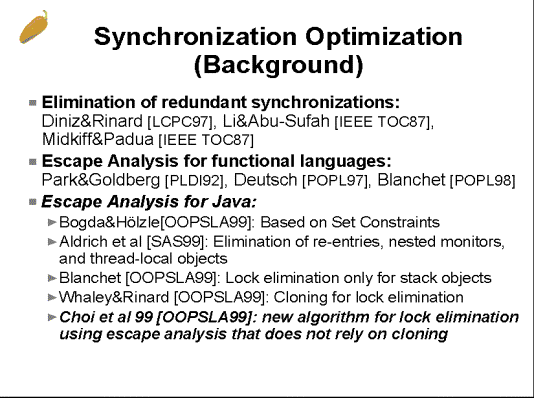 Synchronization Optimization
(Background)
Elimination of redundant synchronizations:
Diniz&Rinard [LCPC97], Li&Abu-Sufah [IEEE TOC87],
Midkiff&Padua [IEEE TOC87]
Escape Analysis for functional languages:
Park&Goldberg [PLDI92], Deutsch [POPL97], Blanchet [POPL98]
Escape Analysis for Java:
Bogda&Hölzle[OOPSLA99]: Based on Set Constraints
Aldrich et al [SAS99]: Elimination of re-entries, nested monitors,
and thread-local objects
Blanchet [OOPSLA99]: Lock elimination only for stack objects
Whaley&Rinard [OOPSLA99]: Cloning for lock elimination
Choi et al 99 [OOPSLA99]: new algorithm for lock elimination
using escape analysis that does not rely on cloning